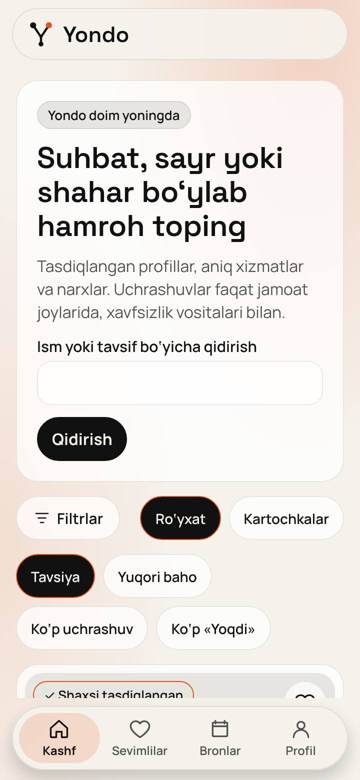 Yondo
Yondo doim yoningda
Suhbat, sayr yoki
shahar bo‘ylab
hamroh toping
Tasdiqlangan profillar, aniq xizmatlar
va narxlar. Uchrashuvlar faqat jamoat
joylarida, xavfsizlik vositalari bilan.
Ism yoki tavsif bo‘yicha qidirish
Qidirish
Filtrlar
Ro‘yxat
Kartochkalar
Tavsiya
Yuqori baho
Ko‘p uchrashuv
Ko‘p «Yoqdi»
Shaxsi tasdiqlangan
Kashf
Sevimlilar
Bronlar
Profil